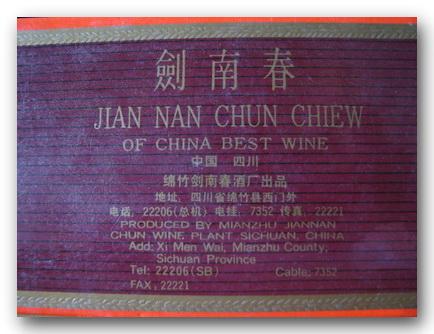 劍南春
JIAN NAN CHUN CHIEW
OF CHINA BEST WINE
中国 四川
绵竹剑南春酒厂出品
地址，四川省绵竹县西门外
电话，22206(总机) 电挂，7352 传真，22221
PRODUCED BY MIANZHU JIANNAN
CHUN WINE PLANT SICHUAN, CHINA
Add: Xi Men Wai, Mianzhu County;
Sichuan Province
Tel: 22206(SB) Cable: 7352
FAX, 22221